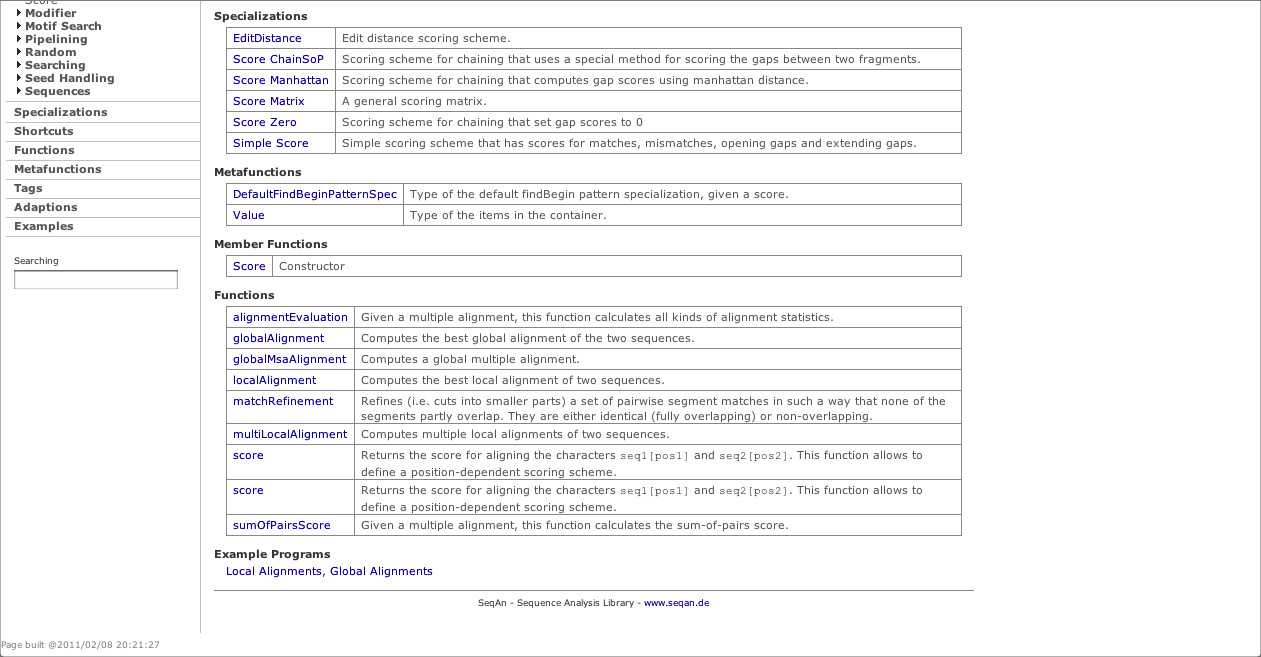 Score
Modifier
Motif Search
Pipelining
Random
Searching
Seed Handling
Sequences
Specializations
Shortcuts
Functions
Metafunctions
Tags
Adaptions
Examples
Searching
Specializations
EditDistance Edit distance scoring scheme.
Score ChainSoP Scoring scheme for chaining that uses a special method for scoring the gaps between two fragments.
Score Manhattan Scoring scheme for chaining that computes gap scores using manhattan distance.
Score Matrix A general scoring matrix.
Score Zero Scoring scheme for chaining that set gap scores to 0
Simple Score Simple scoring scheme that has scores for matches, mismatches, opening gaps and extending gaps.
Metafunctions
DefaultFindBeginPatternSpec Type of the default findBegin pattern specialization, given a score.
Value Type of the items in the container.
Member Functions
Score Constructor
Functions
alignmentEvaluation Given a multiple alignment, this function calculates all kinds of alignment statistics.
globalAlignment Computes the best global alignment of the two sequences.
globalMsaAlignment Computes a global multiple alignment.
localAlignment Computes the best local alignment of two sequences.
matchRefinement Refines (i.e. cuts into smaller parts) a set of pairwise segment matches in such a way that none of the
segments partly overlap. They are either identical (fully overlapping) or non-overlapping.
multiLocalAlignment Computes multiple local alignments of two sequences.
score Returns the score for aligning the characters seq1[pos1] and seq2[pos2]. This function allows to
define a position-dependent scoring scheme.
score Returns the score for aligning the characters seq1[pos1] and seq2[pos2]. This function allows to
define a position-dependent scoring scheme.
sumOfPairsScore Given a multiple alignment, this function calculates the sum-of-pairs score.
Example Programs
Local Alignments, Global Alignments
SeqAn - Sequence Analysis Library - www.seqan.de
Page built @2011/02/08 20:21:27